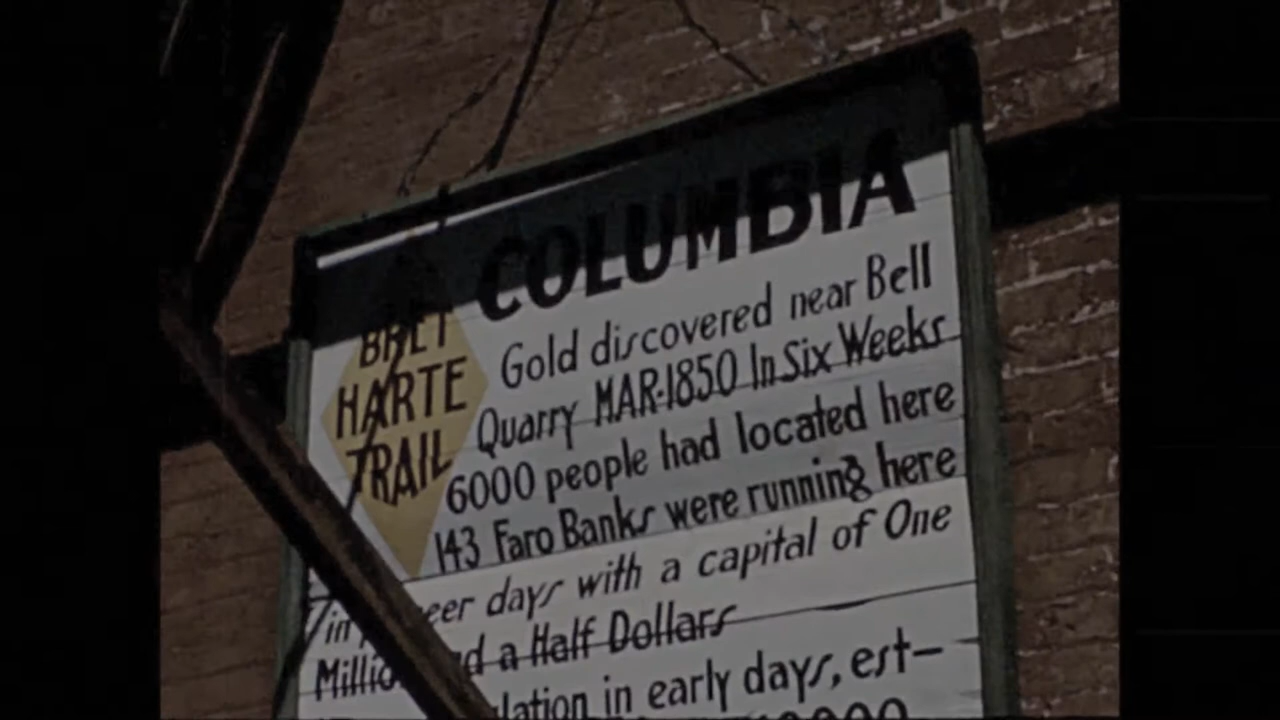 COLUMBIA
BRET
HARTE
TRAIL
Gold discovered near Bell
Quarry MAR-1850 In Six Weeks
6000 people had located here
143 Faro Banks were running here
in days with a capital of One
a Half Dollars
in early days, est-